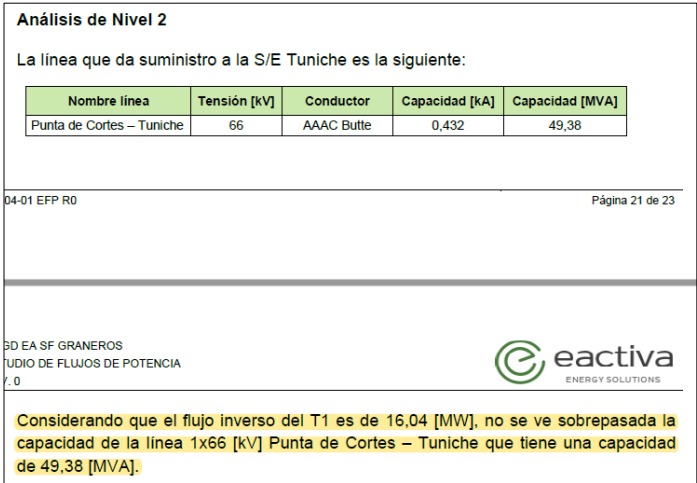 Análisis de Nivel 2
La línea que da suministro a la S/E Tuniche es la siguiente:
Nombre línea Tensión [kV] Conductor Capacidad [kA] Capacidad [MVA]
Punta de Cortes – Tuniche 66 AAAC Butte 0,432 49,38
04-01 EFP R0 Página 21 de 23
GD EA SF GRANEROS
UDIO DE FLUJOS DE POTENCIA
. 0
eactiva
ENERGY SOLUTIONS
Considerando que el flujo inverso del T1 es de 16,04 [MW], no se ve sobrepasada la
capacidad de la línea 1x66 [kV] Punta de Cortes – Tuniche que tiene una capacidad
de 49,38 [MVA].